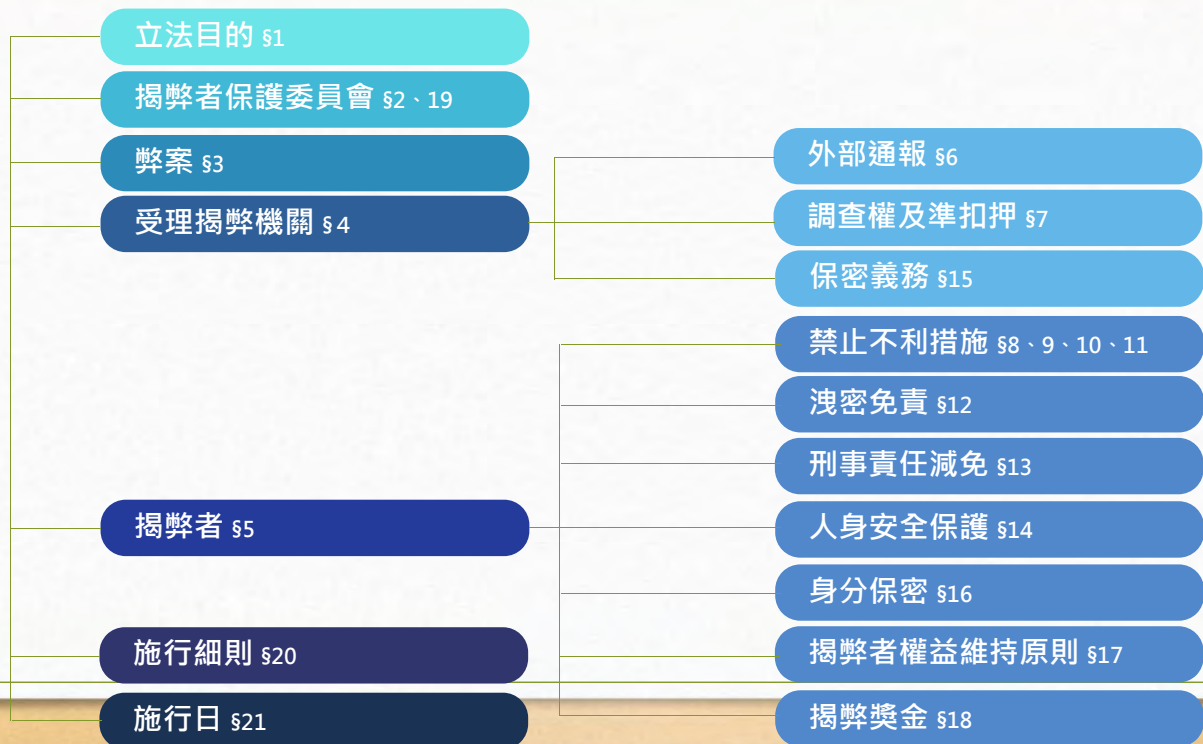 立法目的 §1
揭弊者保護委員會 §2、19
弊案 §3
受理揭弊機關 §4
外部通報 §6
調查權及準扣押 §7
保密義務 §15
揭弊者 §5
禁止不利措施 §8、9、10、11
洩密免責 §12
刑事責任減免 §13
人身安全保護 §14
身分保密 §16
揭弊者權益維持原則 §17
揭弊獎金 §18
施行細則 §20
施行日 §21